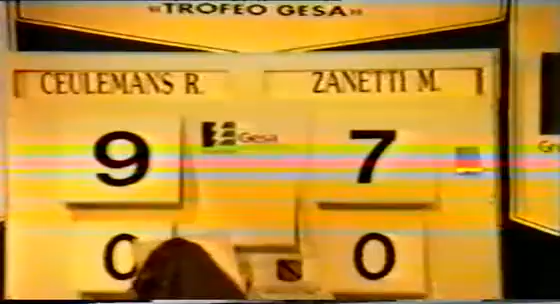 «TROFEO GESA»
CEULEMANS R. ZANETTI M.
9 Gesa 7
0 0